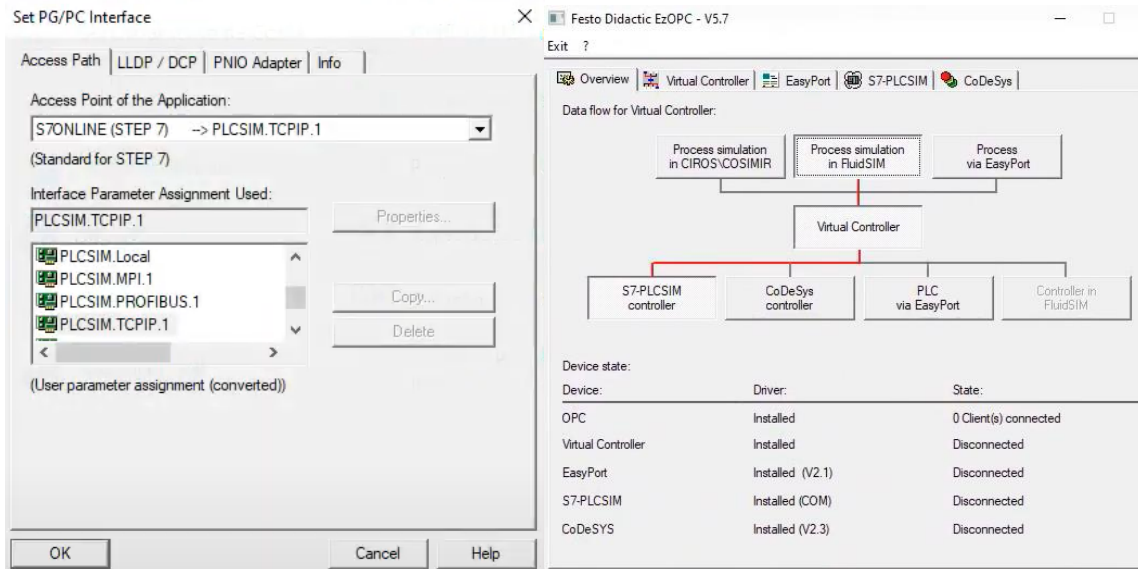 Set PG/PC Interface
Access Path LLDP / DCP PNIO Adapter Info
Access Point of the Application:
S7ONLINE (STEP 7) --> PLCSIM.TCPIP.1
(Standard for STEP 7)
Interface Parameter Assignment Used:
PLCSIM.TCPIP.1
Properties...
PLCSIM.Local
PLCSIM.MPI.1
PLCSIM.PROFIBUS.1
PLCSIM.TCPIP.1
Copy...
Delete
(User parameter assignment (converted))
OK Cancel Help
Festo Didactic EzOPC - V5.7
Exit ?
Overview Virtual Controller EasyPort S7-PLCSIM CoDeSys
Data flow for Virtual Controller:
Process simulation
in CIROS\COSIMIR
Process simulation
in FluidSIM
Process
via EasyPort
Virtual Controller
S7-PLCSIM
controller
CoDeSys
controller
PLC
via EasyPort
Controller in
FluidSIM
Device state:
Device: Driver: State:
OPC Installed 0 Client(s) connected
Virtual Controller Installed Disconnected
EasyPort Installed (V2.1) Disconnected
S7-PLCSIM Installed (COM) Disconnected
CoDeSYS Installed (V2.3) Disconnected